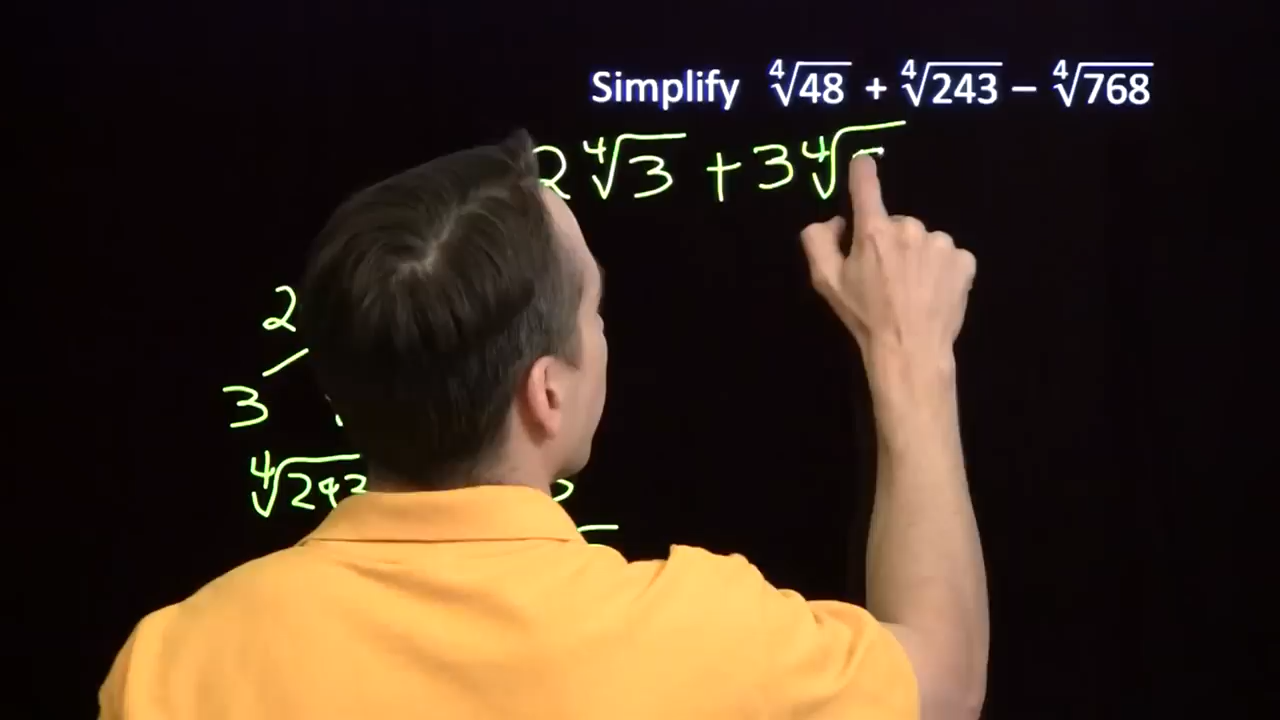 Simplify ∜48 + ∜243 − ∜768
2∜3 + 3∜
2
3
∜243